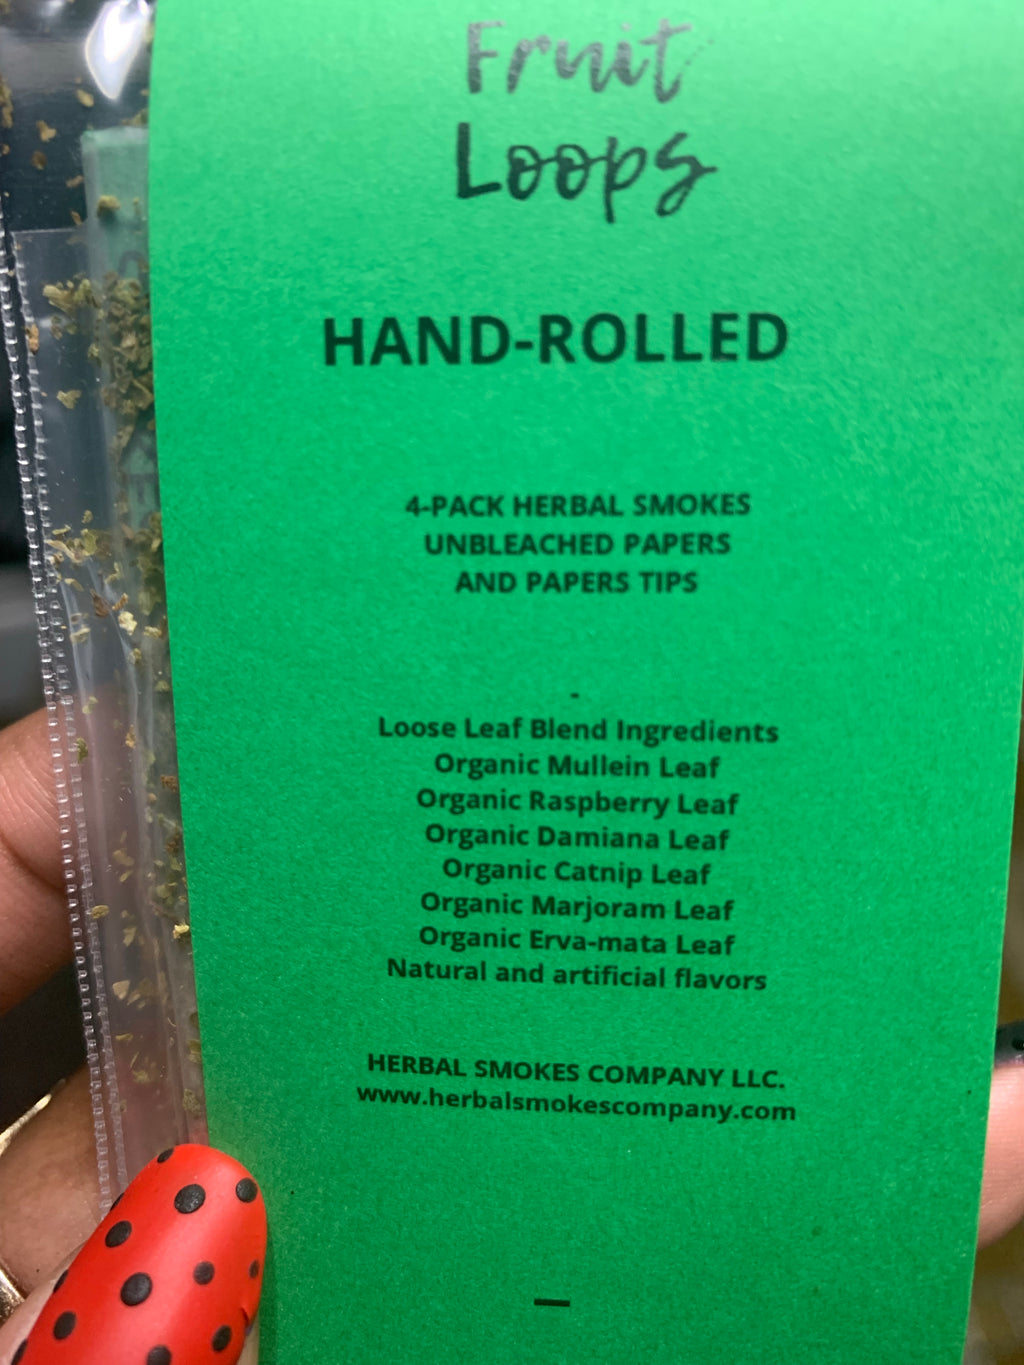 Fruit
Loops
HAND-ROLLED
4-PACK HERBAL SMOKES
UNBLEACHED PAPERS
AND PAPERS TIPS
-
Loose Leaf Blend Ingredients
Organic Mullein Leaf
Organic Raspberry Leaf
Organic Damiana Leaf
Organic Catnip Leaf
Organic Marjoram Leaf
Organic Erva-mata Leaf
Natural and artificial flavors
HERBAL SMOKES COMPANY LLC.
www.herbalsmokescompany.com